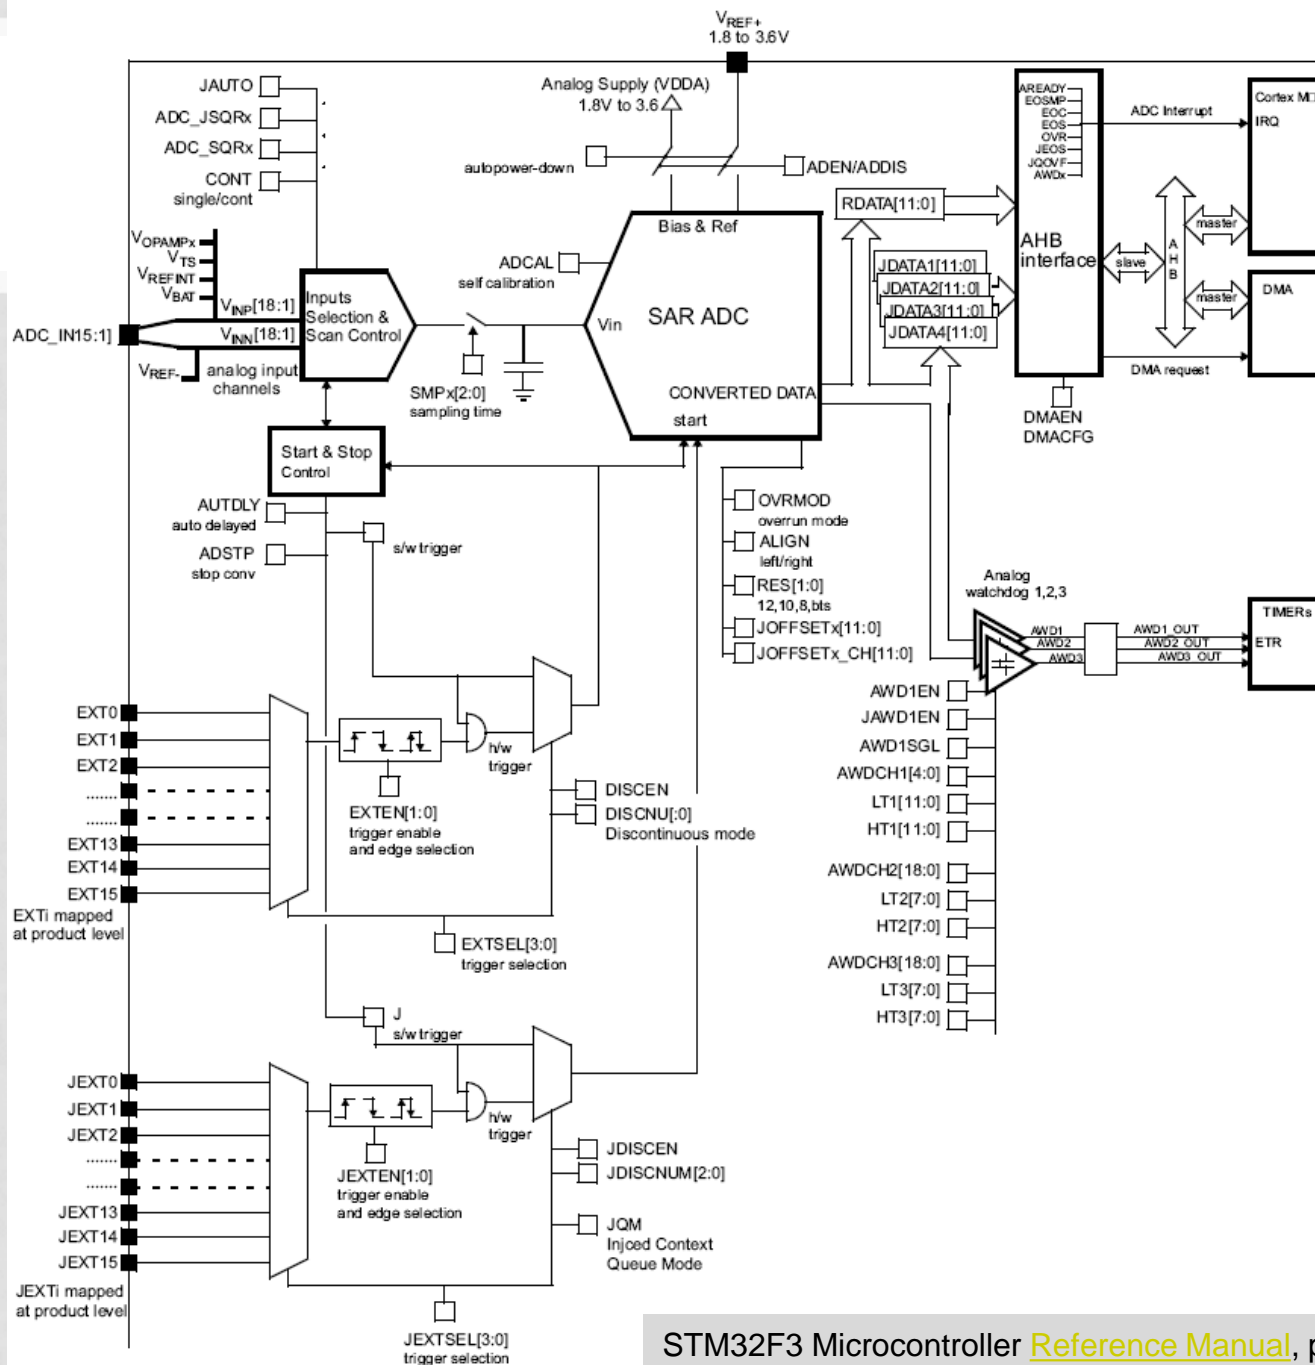 VREF+
1.8 to 3.6V
Analog Supply (VDDA)
1.8V to 3.6
JAUTO
ADC_JSQRx
ADC_SQRx
CONT
single/cont
autopower-down
ADEN/ADDIS
AREADY
EOSMP
EOC
EOS
OVR
JEOS
JQOVF
AWDx
ADC Interrupt
IRQ
RDATA[11:0]
JDATA1[11:0]
JDATA2[11:0]
JDATA3[11:0]
JDATA4[11:0]
AHB
interface
slave
AHB
master
master
DMA
DMA request
DMAEN
DMACFG
VOPAMPx
VTS
VREFINT
VBAT
VINP[18:1]
VINN[18:1]
ADC_IN15:1]
VREF-
analog input
channels
Inputs
Selection &
Scan Control
ADCAL
self calibration
Bias & Ref
Vin
SAR ADC
CONVERTED DATA
start
SMPx[2:0]
sampling time
Start & Stop
Control
AUTDLY
auto delayed
ADSTP
stop conv
s/w trigger
OVRMOD
overrun mode
ALIGN
left/right
RES[1:0]
12,10,8,bts
JOFFSETx[11:0]
JOFFSETx_CH[11:0]
Analog
watchdog 1,2,3
AWD1
AWD2
AWD3
AWD1_OUT
AWD2_OUT
AWD3_OUT
TIMERs
ETR
AWD1EN
JAWD1EN
AWD1SGL
AWDCH1[4:0]
LT1[11:0]
HT1[11:0]
AWDCH2[18:0]
LT2[7:0]
HT2[7:0]
AWDCH3[18:0]
LT3[7:0]
HT3[7:0]
EXT0
EXT1
EXT2
.......
.......
EXT13
EXT14
EXT15
EXTi mapped
at product level
EXTEN[1:0]
trigger enable
and edge selection
h/w
trigger
DISCEN
DISCNU[:0]
Discontinuous mode
EXTSEL[3:0]
trigger selection
J
s/w trigger
JEXT0
JEXT1
JEXT2
.......
.......
JEXT13
JEXT14
JEXT15
JEXTi mapped
at product level
JEXTEN[1:0]
trigger enable
and edge selection
h/w
trigger
JDISCEN
JDISCNUM[2:0]
JQM
Injced Context
Queue Mode
JEXTSEL[3:0]
trigger selection
STM32F3 Microcontroller Reference Manual, p